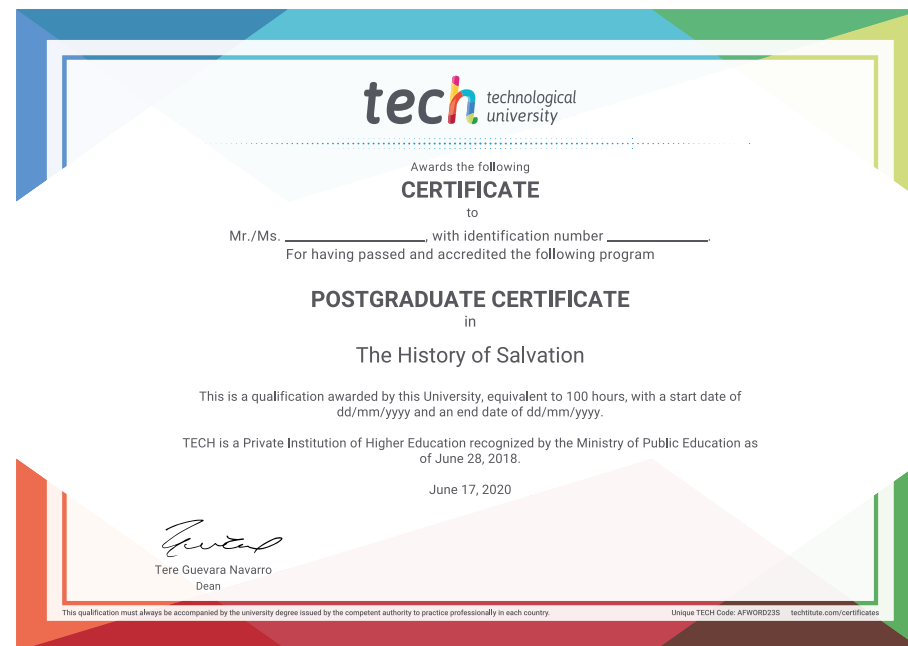 tech technological
university
Awards the following
CERTIFICATE
to
Mr./Ms. ____________________, with identification number ______________.
For having passed and accredited the following program
POSTGRADUATE CERTIFICATE
in
The History of Salvation
This is a qualification awarded by this University, equivalent to 100 hours, with a start date of
dd/mm/yyyy and an end date of dd/mm/yyyy.
TECH is a Private Institution of Higher Education recognized by the Ministry of Public Education as
of June 28, 2018.
June 17, 2020
Tere Guevara Navarro
Dean
This qualification must always be accompanied by the university degree issued by the competent authority to practice professionally in each country.
Unique TECH Code: AFWORD23S techtitute.com/certificates